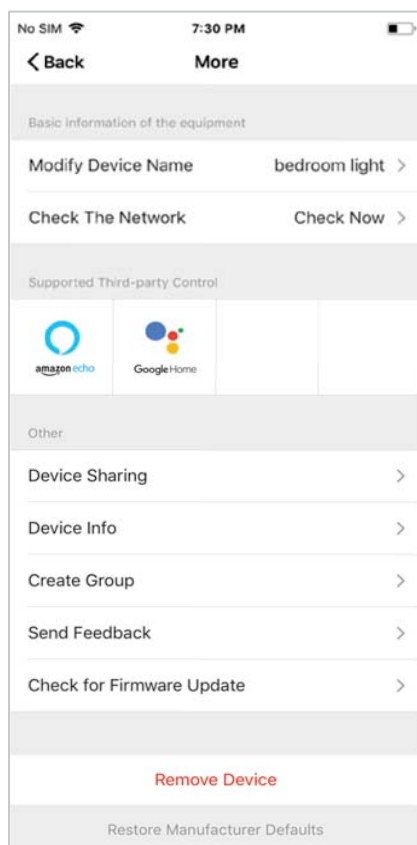 No SIM 7:30 PM
Back More
Basic information of the equipment
Modify Device Name bedroom light
Check The Network Check Now
Supported Third-party Control
amazon echo Google Home
Other
Device Sharing
Device Info
Create Group
Send Feedback
Check for Firmware Update
Remove Device
Restore Manufacturer Defaults